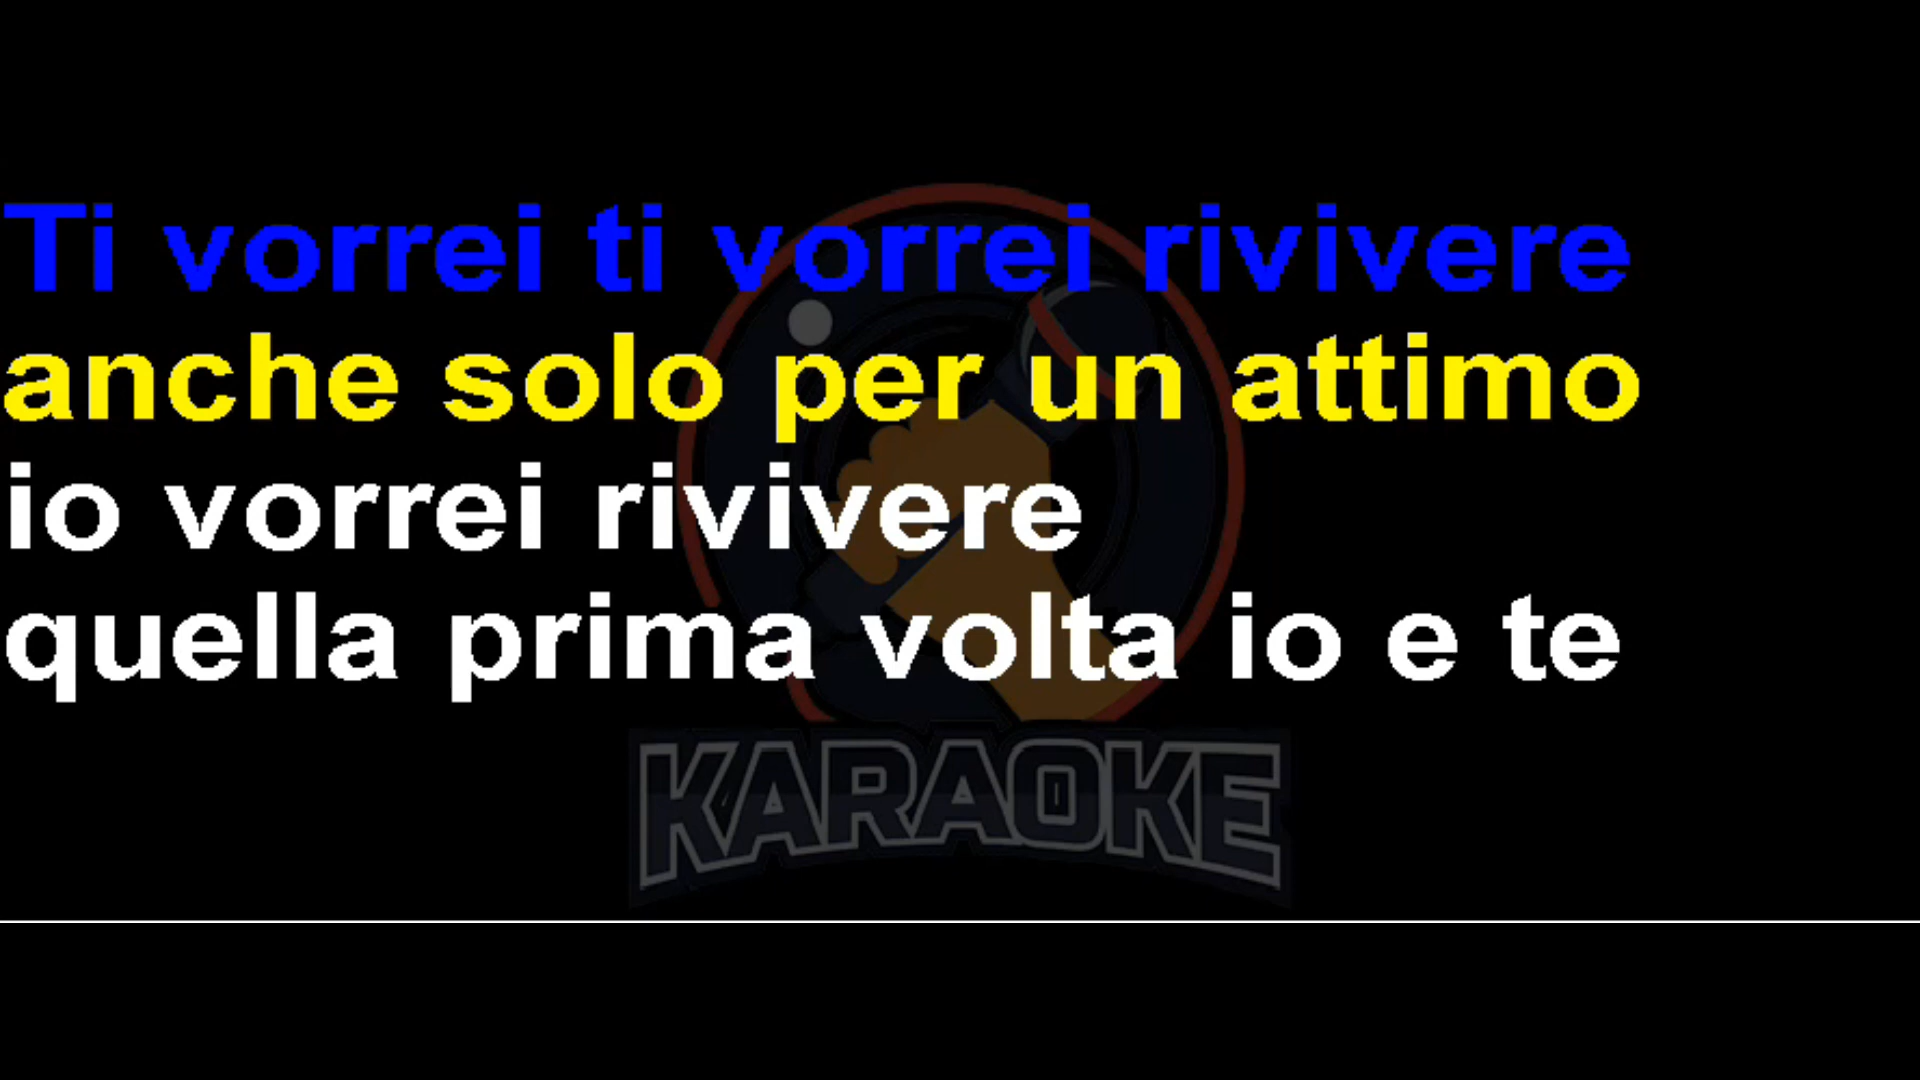 Ti vorrei ti vorrei rivivere
anche solo per un attimo
io vorrei rivivere
quella prima volta io e te
KARAOKE